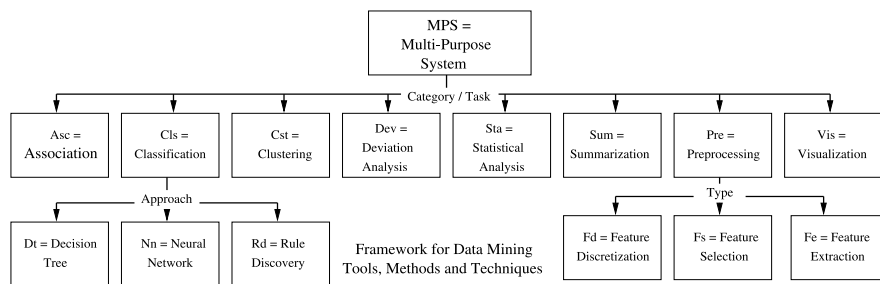 MPS =
Multi-Purpose
System
Category / Task
Asc =
Association
Cls =
Classification
Cst =
Clustering
Dev =
Deviation
Analysis
Sta =
Statistical
Analysis
Sum =
Summarization
Pre =
Preprocessing
Vis =
Visualization
Approach
Type
Dt = Decision
Tree
Nn = Neural
Network
Rd = Rule
Discovery
Framework for Data Mining
Tools, Methods and Techniques
Fd = Feature
Discretization
Fs = Feature
Selection
Fe = Feature
Extraction